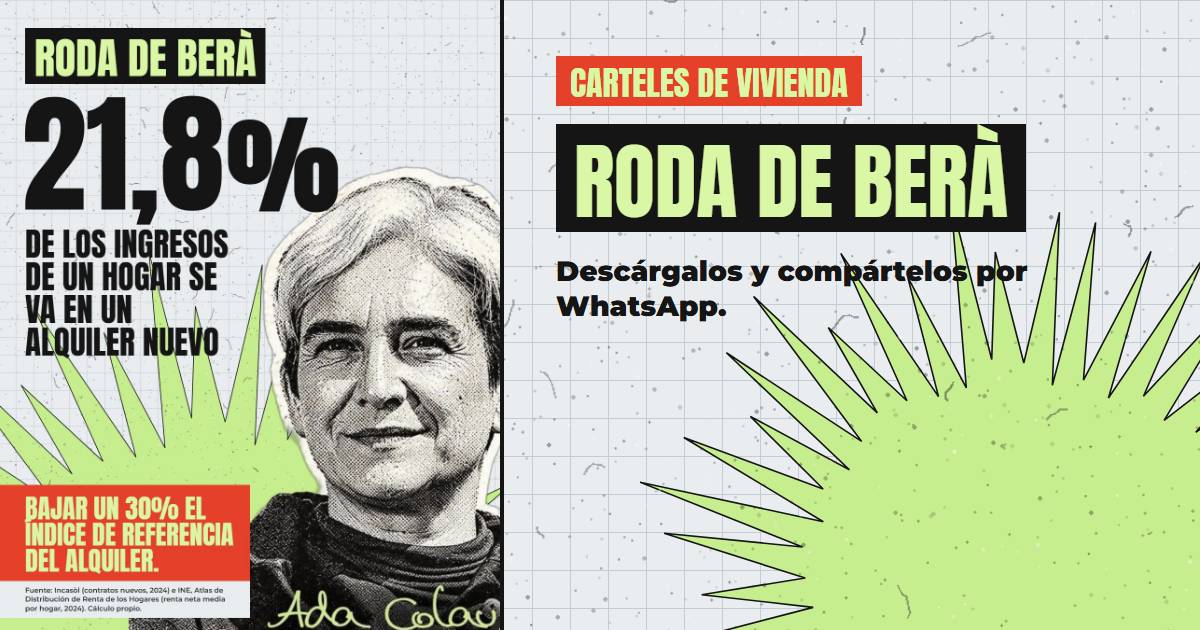 RODA DE BERÀ
21,8%
DE LOS INGRESOS
DE UN HOGAR SE
VA EN UN
ALQUILER NUEVO
BAJAR UN 30% EL
ÍNDICE DE REFERENCIA
DEL ALQUILER.
Fuente: Incasòl (contratos nuevos, 2024) e INE, Atlas de
Distribución de Renta de los Hogares (renta neta media
por hogar, 2024). Cálculo propio.
Ada Colau
CARTELES DE VIVIENDA
RODA DE BERÀ
Descárgalos y compártelos por
WhatsApp.